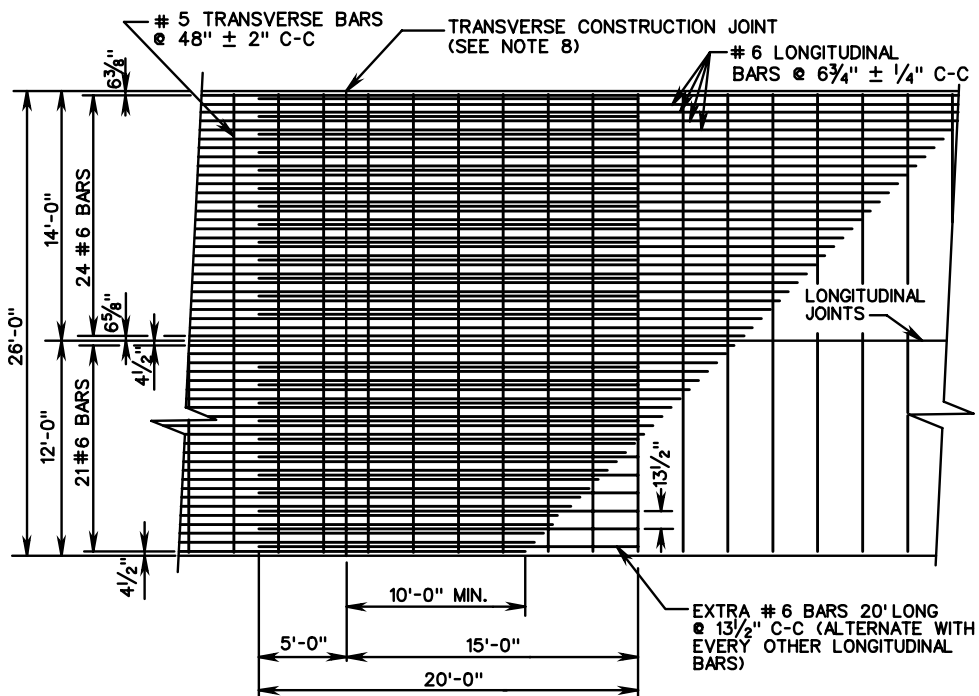 # 5 TRANSVERSE BARS
@ 48" ± 2" C-C
TRANSVERSE CONSTRUCTION JOINT
(SEE NOTE 8)
# 6 LONGITUDINAL
BARS @ 6¾" ± ¼" C-C
6⅜"
26'-0"
14'-0"
24 #6 BARS
6⅝"
4½"
12'-0"
21 #6 BARS
4½"
LONGITUDINAL
JOINTS
13½"
10'-0" MIN.
5'-0"
15'-0"
20'-0"
EXTRA # 6 BARS 20' LONG
@ 13½" C-C (ALTERNATE WITH
EVERY OTHER LONGITUDINAL
BARS)